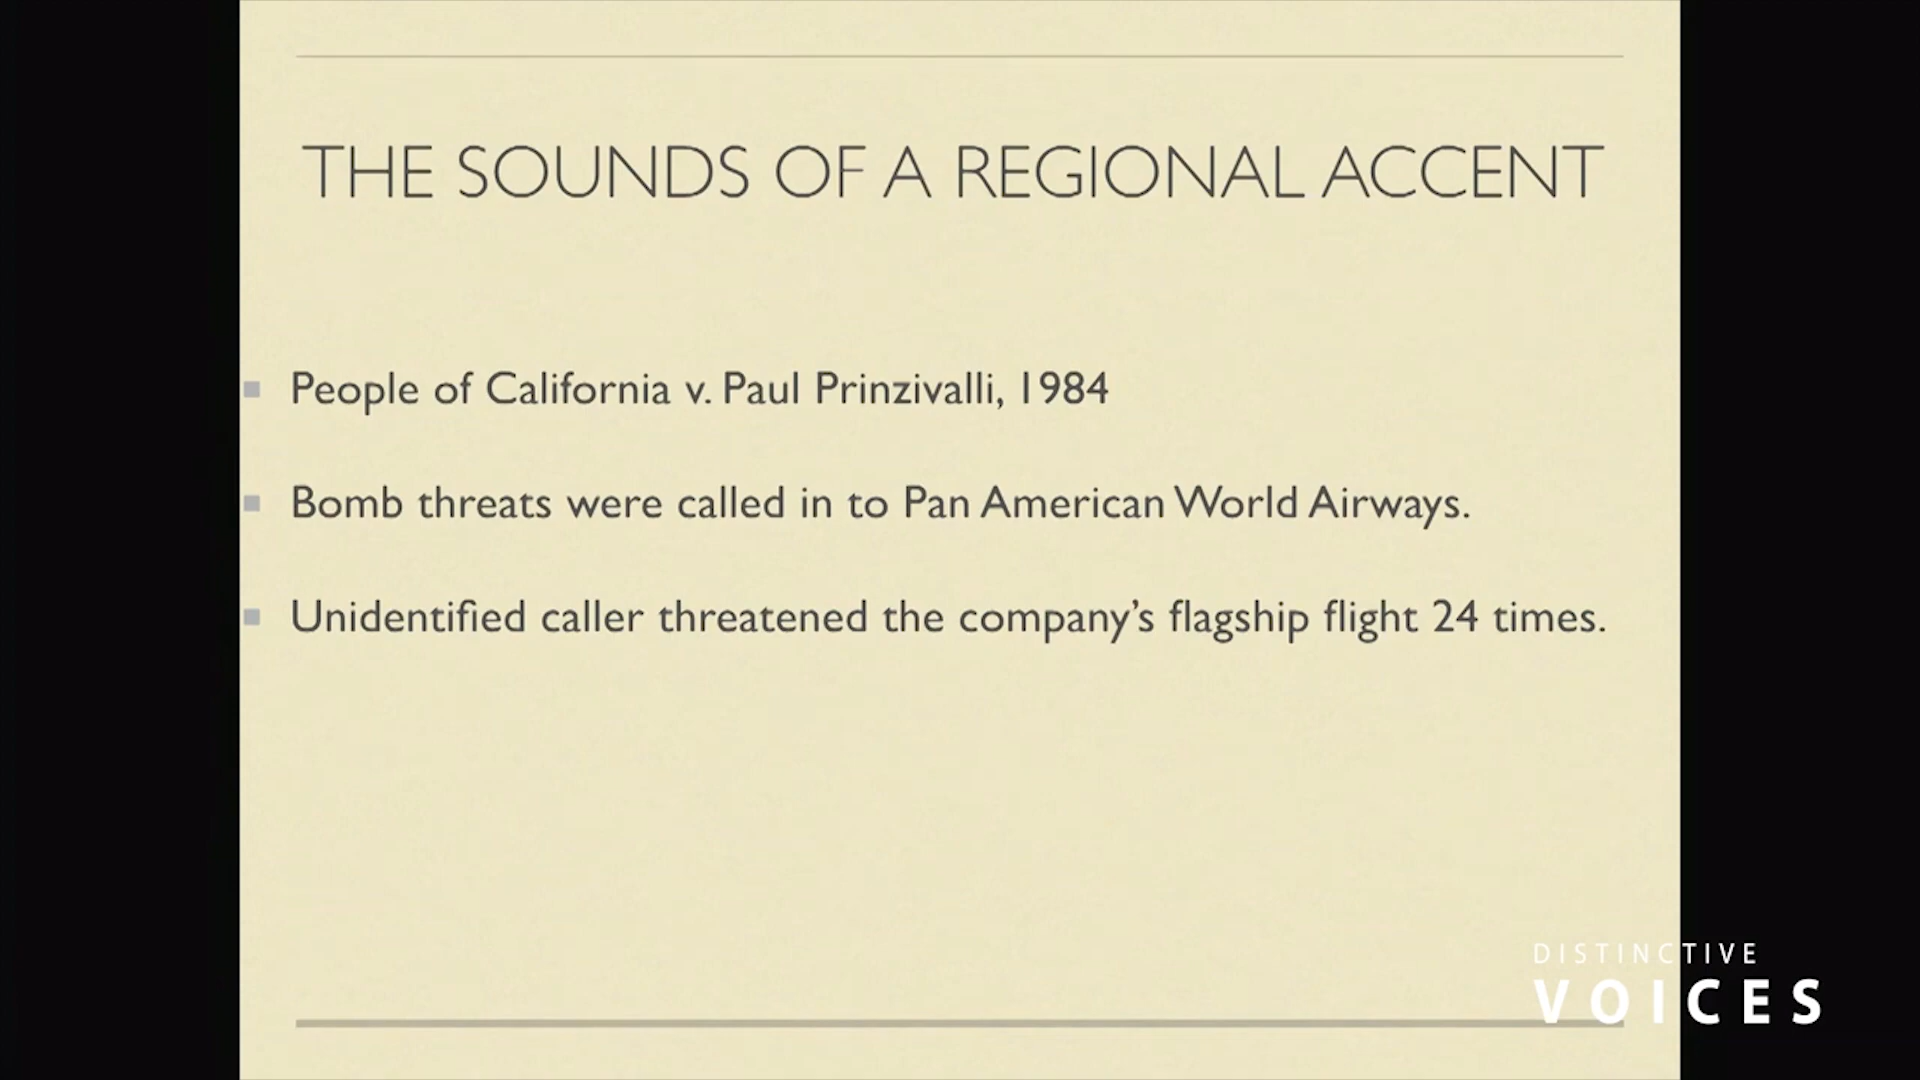 THE SOUNDS OF A REGIONAL ACCENT
People of California v. Paul Prinzivalli, 1984
Bomb threats were called in to Pan American World Airways.
Unidentified caller threatened the company’s flagship flight 24 times.
DISTINCTIVE
VOICES